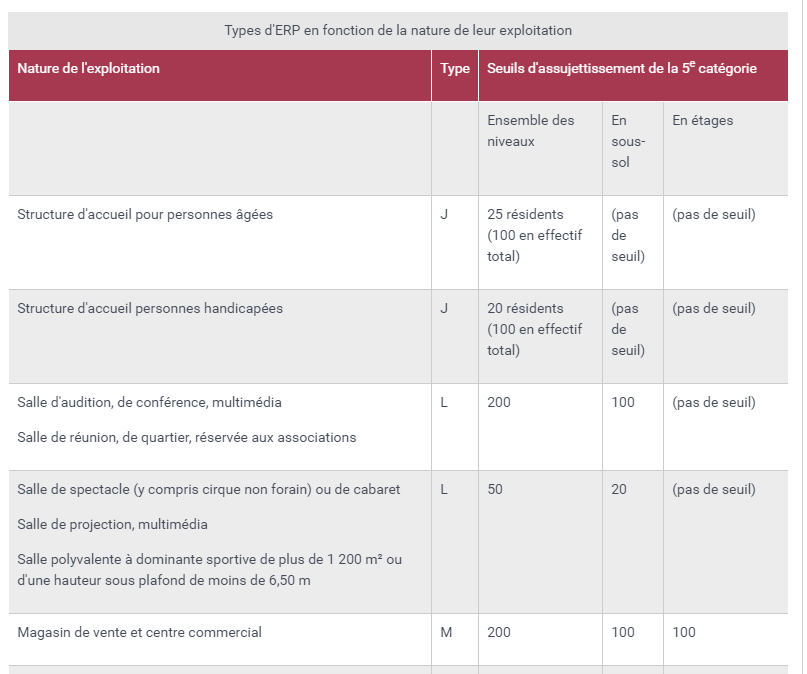 Types d'ERP en fonction de la nature de leur exploitation
Nature de l'exploitation Type Seuils d'assujettissement de la 5e catégorie
Ensemble des niveaux En sous-sol En étages
Structure d'accueil pour personnes âgées J 25 résidents (100 en effectif total) (pas de seuil) (pas de seuil)
Structure d'accueil personnes handicapées J 20 résidents (100 en effectif total) (pas de seuil) (pas de seuil)
Salle d'audition, de conférence, multimédia L 200 100 (pas de seuil)
Salle de réunion, de quartier, réservée aux associations
Salle de spectacle (y compris cirque non forain) ou de cabaret L 50 20 (pas de seuil)
Salle de projection, multimédia
Salle polyvalente à dominante sportive de plus de 1 200 m² ou
d'une hauteur sous plafond de moins de 6,50 m
Magasin de vente et centre commercial M 200 100 100